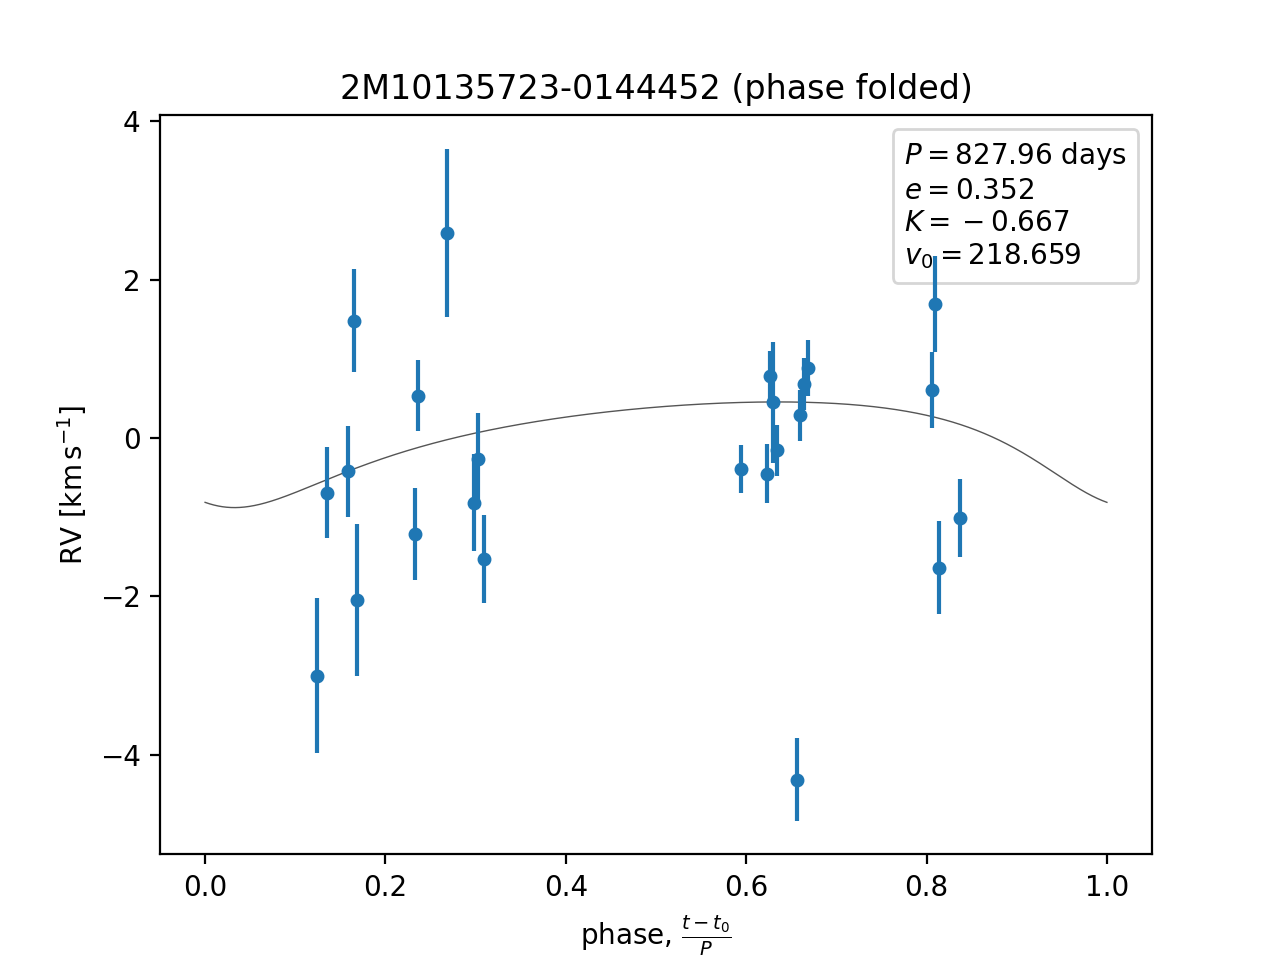 2M10135723-0144452 (phase folded)
P = 827.96 days
e = 0.352
K = −0.667
v₀ = 218.659
RV [km s⁻¹]
4
2
0
−2
−4
0.0 0.2 0.4 0.6 0.8 1.0
phase, (t − t₀)/P